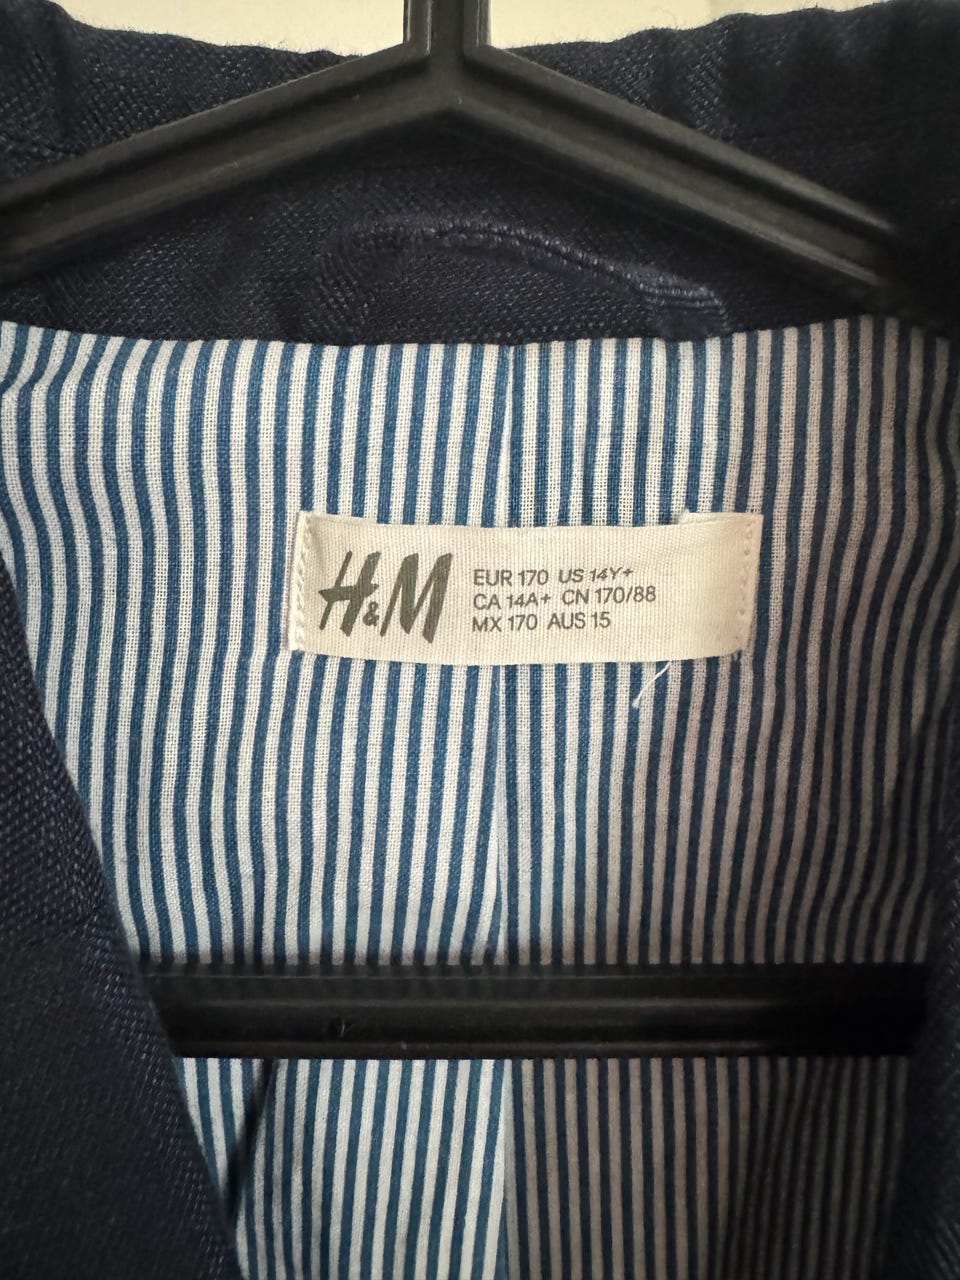 H&M
EUR 170 US 14Y+
CA 14A+ CN 170/88
MX 170 AUS 15